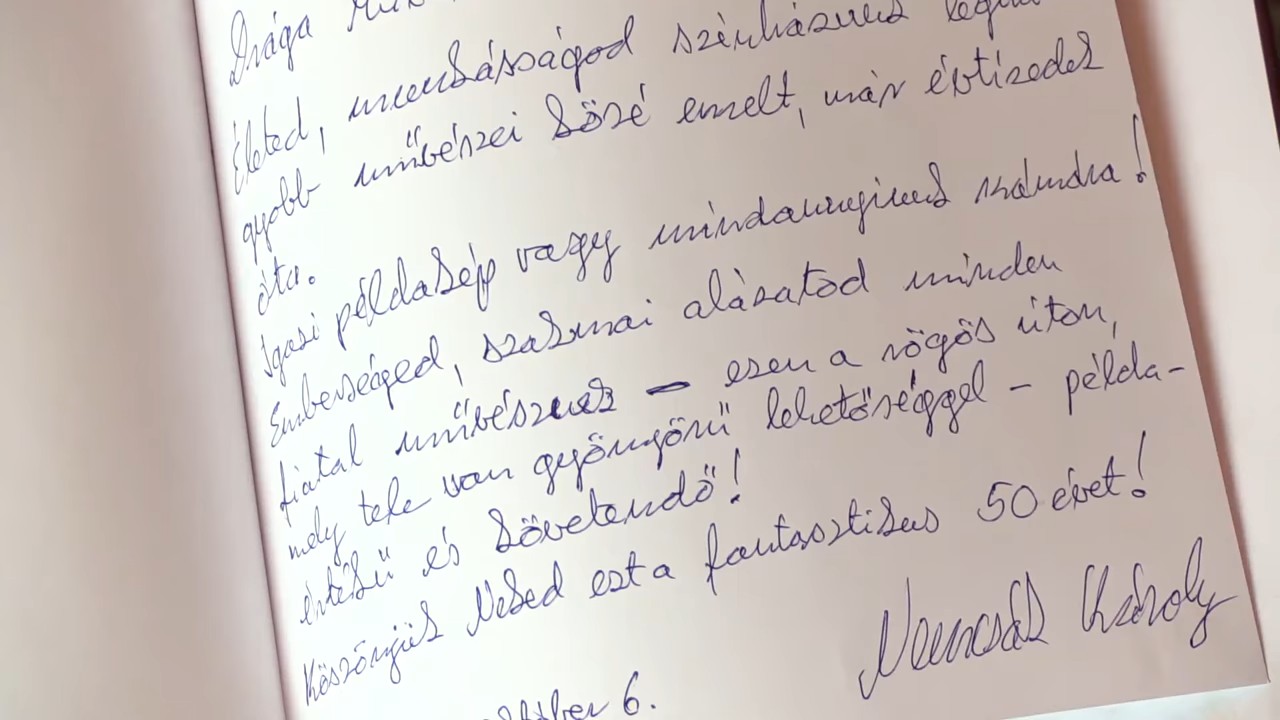 Drága
Életed, munkásságod színházunk
gyobb művészei közé emelt, már évtizedek
óta.
Igazi példakép vagy mindannyiunk számára!
Emberséged, szakmai alázatod minden
fiatal művésznek – ezen a rögös úton,
mely tele van gyönyörű lehetőséggel – példa-
értékű és követendő!
Köszönjük Neked ezt a fantasztikus 50 évet!
Nemcsák Károly
október 6.